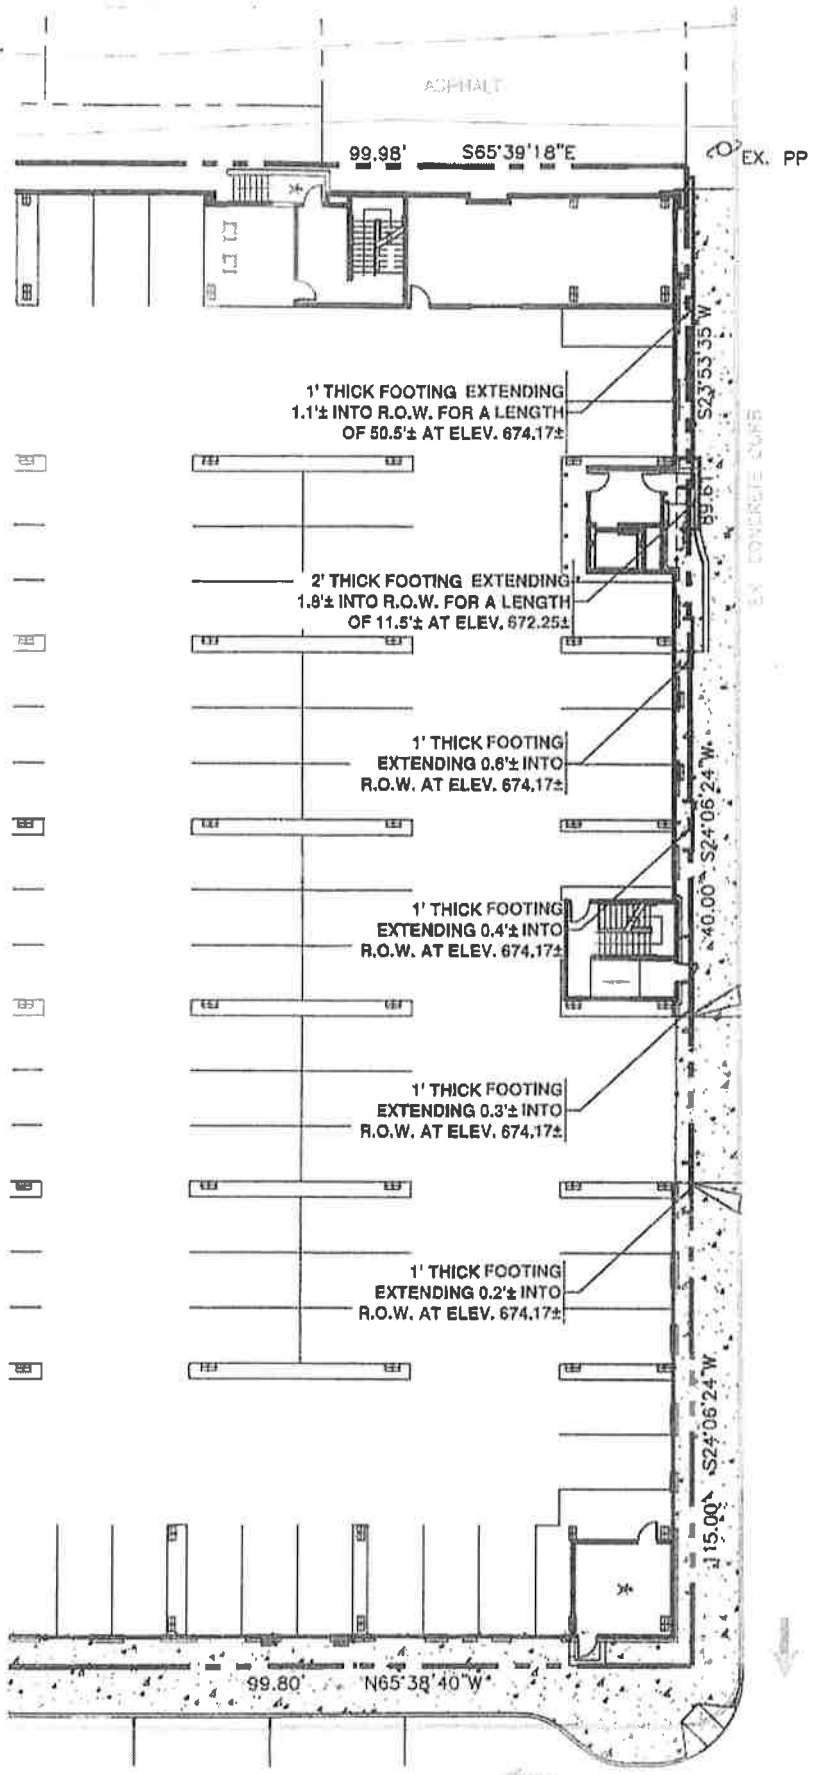 ASPHALT
99.98' S65°39'18"E
EX. PP
S23°53'35"W
89.61'
1' THICK FOOTING EXTENDING
1.1'± INTO R.O.W. FOR A LENGTH
OF 50.5'± AT ELEV. 674.17±
EX CONCRETE CURB
2' THICK FOOTING EXTENDING
1.8'± INTO R.O.W. FOR A LENGTH
OF 11.5'± AT ELEV. 672.25±
1' THICK FOOTING
EXTENDING 0.6'± INTO
R.O.W. AT ELEV. 674.17±
40.00' S24°06'24"W
1' THICK FOOTING
EXTENDING 0.4'± INTO
R.O.W. AT ELEV. 674.17±
1' THICK FOOTING
EXTENDING 0.3'± INTO
R.O.W. AT ELEV. 674.17±
1' THICK FOOTING
EXTENDING 0.2'± INTO
R.O.W. AT ELEV. 674.17±
115.00' S24°06'24"W
99.80' N65°38'40"W